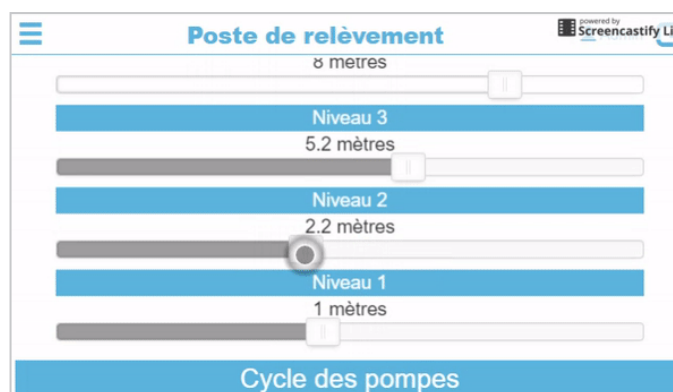 Poste de relèvement
powered by
Screencastify Li
8 mètres
Niveau 3
5.2 mètres
Niveau 2
2.2 mètres
Niveau 1
1 mètres
Cycle des pompes